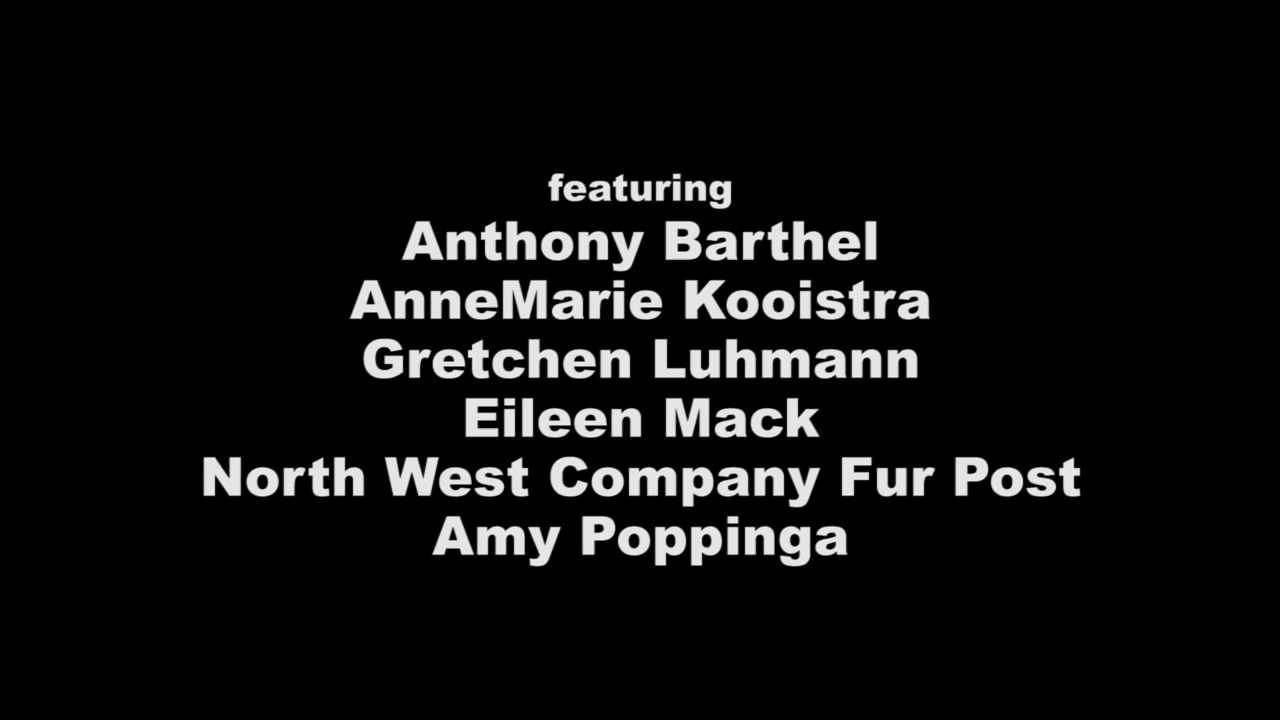 featuring
Anthony Barthel
AnneMarie Kooistra
Gretchen Luhmann
Eileen Mack
North West Company Fur Post
Amy Poppinga